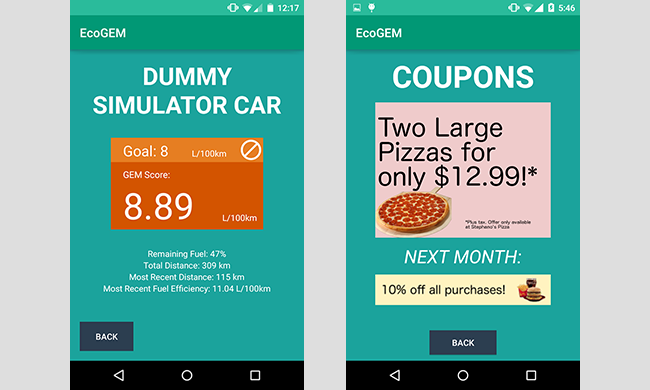 12:17
EcoGEM
DUMMY
SIMULATOR CAR
Goal: 8 L/100km
GEM Score:
8.89 L/100km
Remaining Fuel: 47%
Total Distance: 309 km
Most Recent Distance: 115 km
Most Recent Fuel Efficiency: 11.04 L/100km
BACK
5:46
EcoGEM
COUPONS
Two Large
Pizzas for
only $12.99!*
*Plus tax. Offer only available
at Stephano's Pizza
NEXT MONTH:
10% off all purchases!
BACK